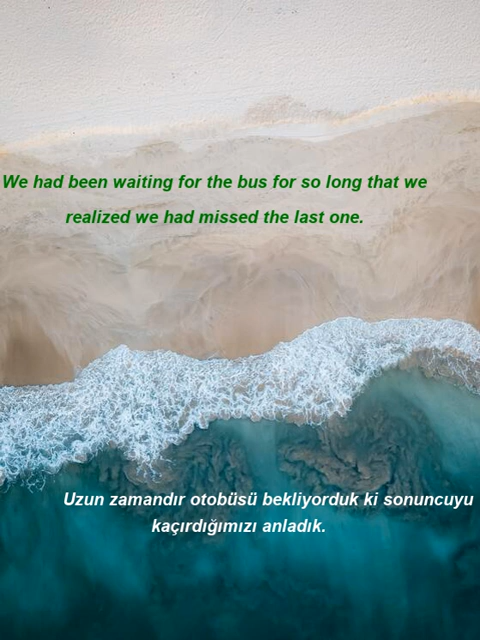 We had been waiting for the bus for so long that we
realized we had missed the last one.
Uzun zamandır otobüsü bekliyorduk ki sonuncuyu
kaçırdığımızı anladık.